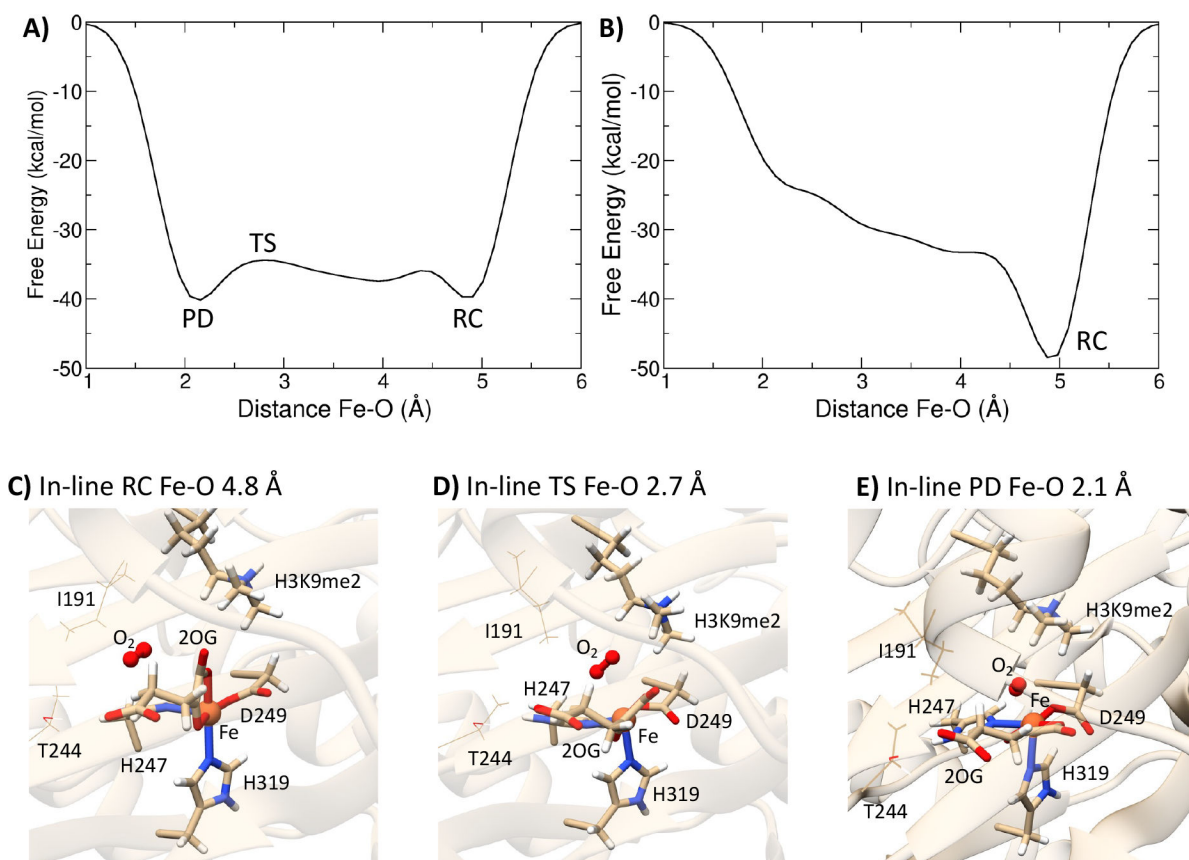 A)
0
-10
-20
-30
-40
-50
Free Energy (kcal/mol)
TS
PD
RC
1 2 3 4 5 6
Distance Fe-O (Å)
B)
0
-10
-20
-30
-40
-50
Free Energy (kcal/mol)
RC
1 2 3 4 5 6
Distance Fe-O (Å)
C) In-line RC Fe-O 4.8 Å
H3K9me2
I191
O2
2OG
D249
Fe
T244
H247
H319
D) In-line TS Fe-O 2.7 Å
H3K9me2
I191
O2
H247
D249
T244
2OG
Fe
H319
E) In-line PD Fe-O 2.1 Å
H3K9me2
I191
O2
H247
Fe
D249
2OG
H319
T244